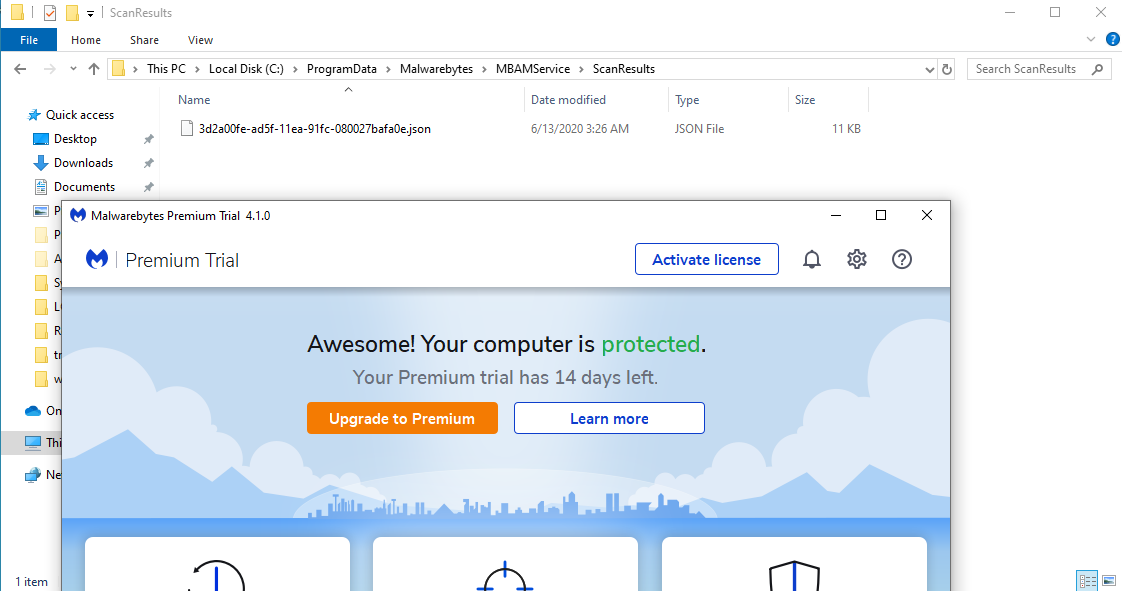 ScanResults
File Home Share View
This PC Local Disk (C:) ProgramData Malwarebytes MBAMService ScanResults
Search ScanResults
Name Date modified Type Size
3d2a00fe-ad5f-11ea-91fc-080027bafa0e.json 6/13/2020 3:26 AM JSON File 11 KB
Quick access
Desktop
Downloads
Documents
P
P
A
Sy
L
R
tr
w
On
Thi
Ne
Malwarebytes Premium Trial 4.1.0
Premium Trial
Activate license
Awesome! Your computer is protected.
Your Premium trial has 14 days left.
Upgrade to Premium Learn more
1 item